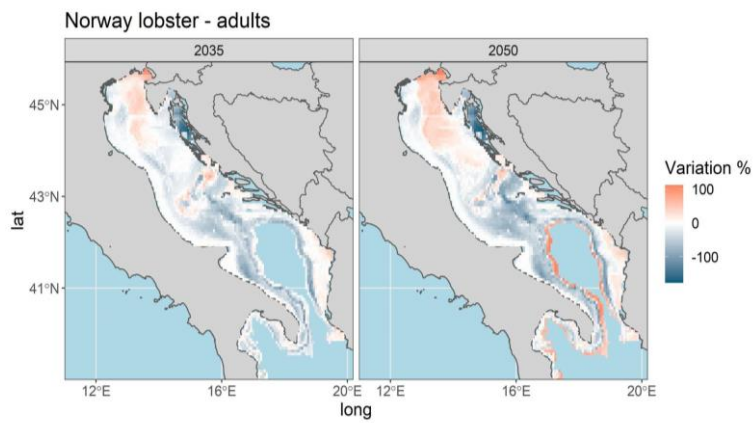 Norway lobster - adults
2035
2050
45°N
43°N
41°N
lat
12°E
16°E
20°E
12°E
16°E
20°E
long
Variation %
100
0
-100